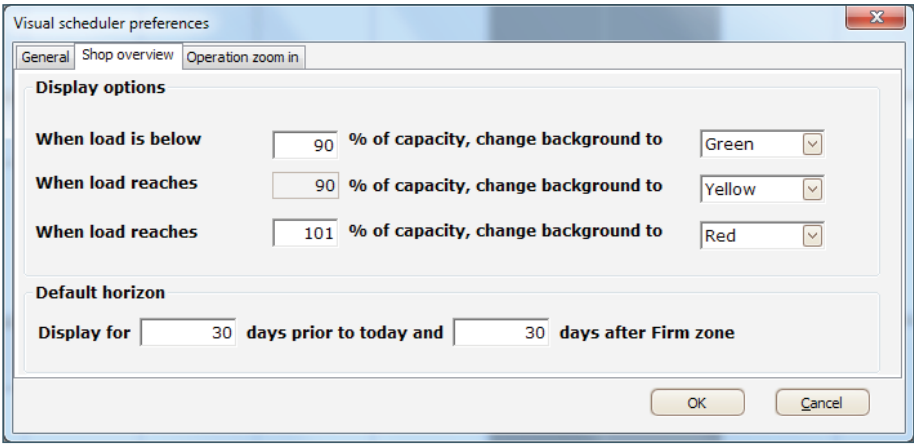 Visual scheduler preferences
General Shop overview Operation zoom in
Display options
When load is below 90 % of capacity, change background to Green
When load reaches 90 % of capacity, change background to Yellow
When load reaches 101 % of capacity, change background to Red
Default horizon
Display for 30 days prior to today and 30 days after Firm zone
OK Cancel